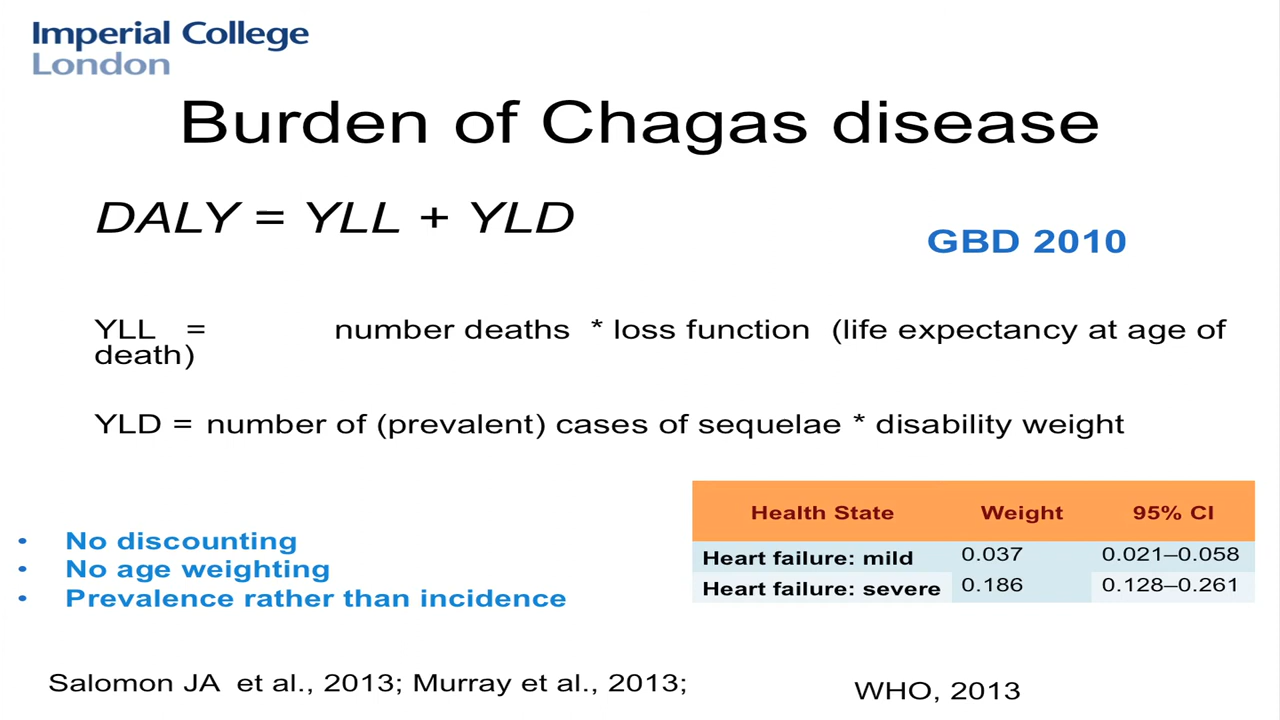 Imperial College
London
Burden of Chagas disease
DALY = YLL + YLD
GBD 2010
YLL = number deaths * loss function (life expectancy at age of
death)
YLD = number of (prevalent) cases of sequelae * disability weight
Health State Weight 95% CI
Heart failure: mild 0.037 0.021–0.058
Heart failure: severe 0.186 0.128–0.261
• No discounting
• No age weighting
• Prevalence rather than incidence
Salomon JA et al., 2013; Murray et al., 2013;
WHO, 2013